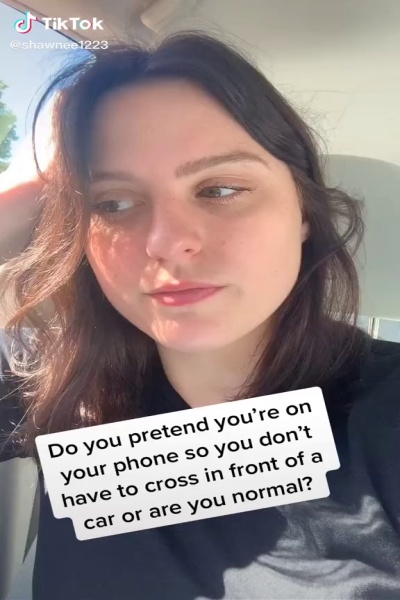 TikTok
@shawnee1223
Do you pretend you're on
your phone so you don't
have to cross in front of a
car or are you normal?